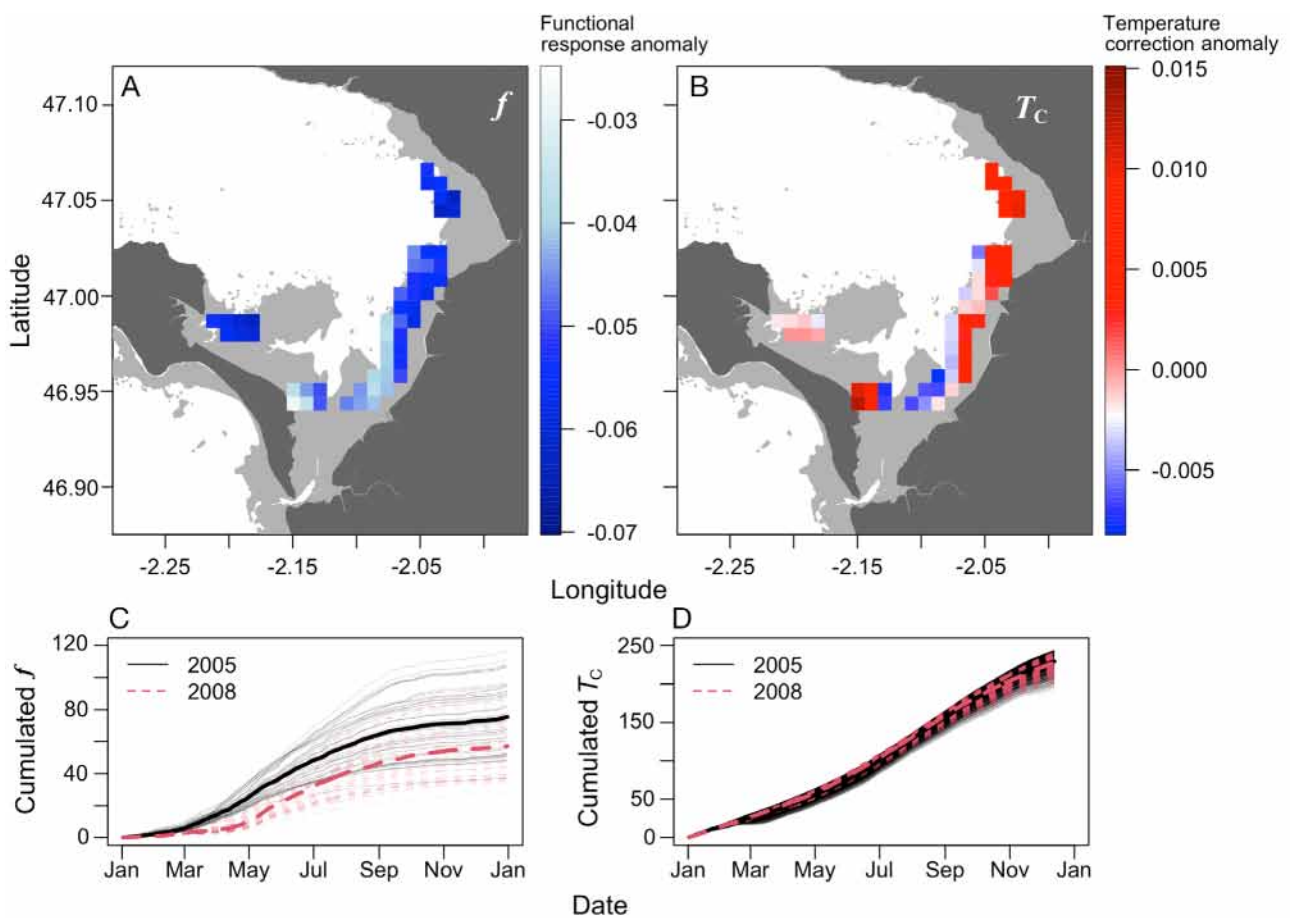 Functional
response anomaly
Temperature
correction anomaly
A
f
B
T_C
47.10
47.05
47.00
46.95
46.90
Latitude
-0.03
-0.04
-0.05
-0.06
-0.07
0.015
0.010
0.005
0.000
-0.005
-2.25
-2.15
-2.05
-2.25
-2.15
-2.05
Longitude
C
D
120
80
40
0
Cumulated f
2005
2008
250
150
50
0
Cumulated T_C
2005
2008
Jan
Mar
May
Jul
Sep
Nov
Jan
Jan
Mar
May
Jul
Sep
Nov
Jan
Date